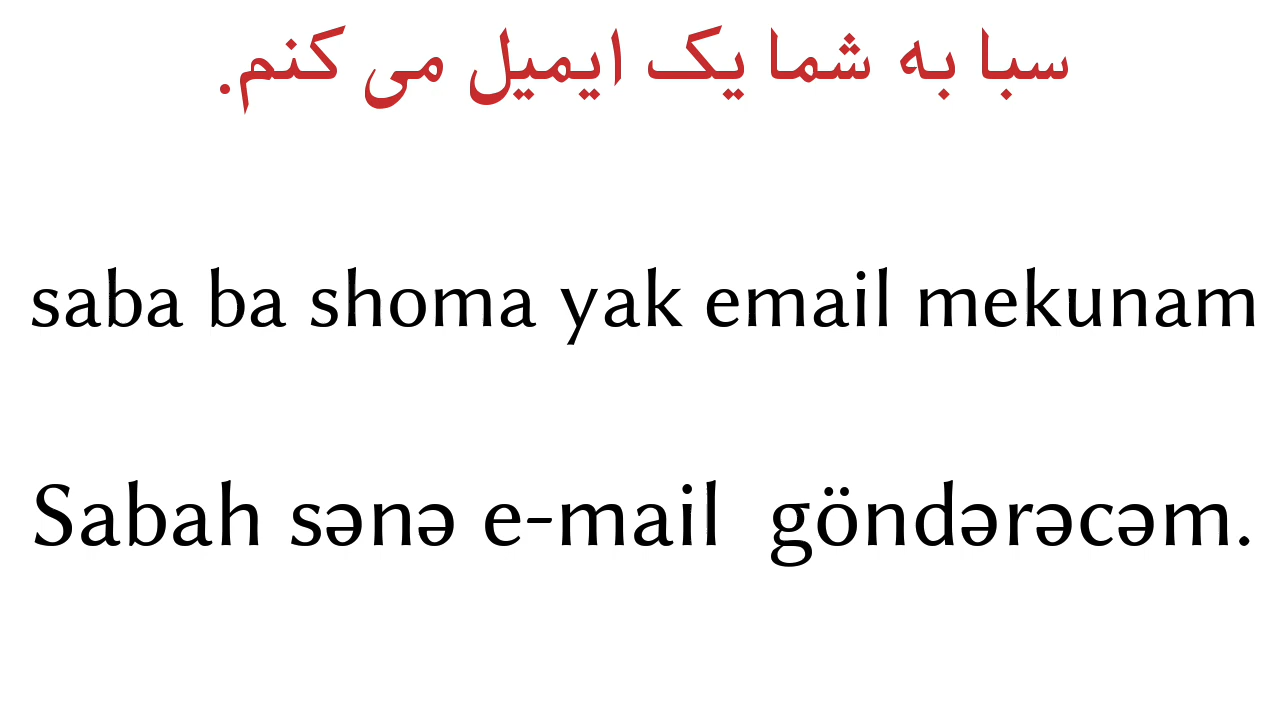 سبا به شما یک ایمیل می کنم.
saba ba shoma yak email mekunam
Sabah sənə e-mail göndərəcəm.